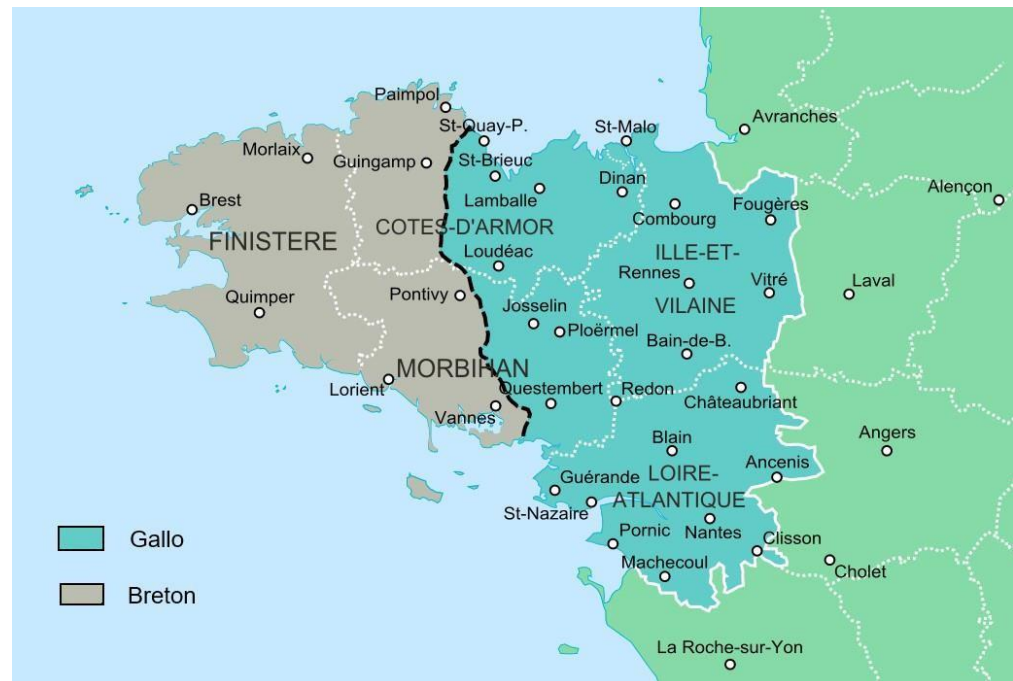 Paimpol
St-Quay-P.
St-Malo
Avranches
Morlaix
Guingamp
St-Brieuc
Dinan
Alençon
Brest
Lamballe
Combourg
Fougères
FINISTERE
COTES-D'ARMOR
Loudéac
ILLE-ET-
Rennes
Vitré
Laval
Quimper
Pontivy
Josselin
VILAINE
Ploërmel
Bain-de-B.
MORBIHAN
Lorient
Questembert
Redon
Châteaubriant
Vannes
Blain
Angers
Guérande
LOIRE-
Ancenis
ATLANTIQUE
St-Nazaire
Pornic
Nantes
Clisson
Gallo
Machecoul
Cholet
Breton
La Roche-sur-Yon